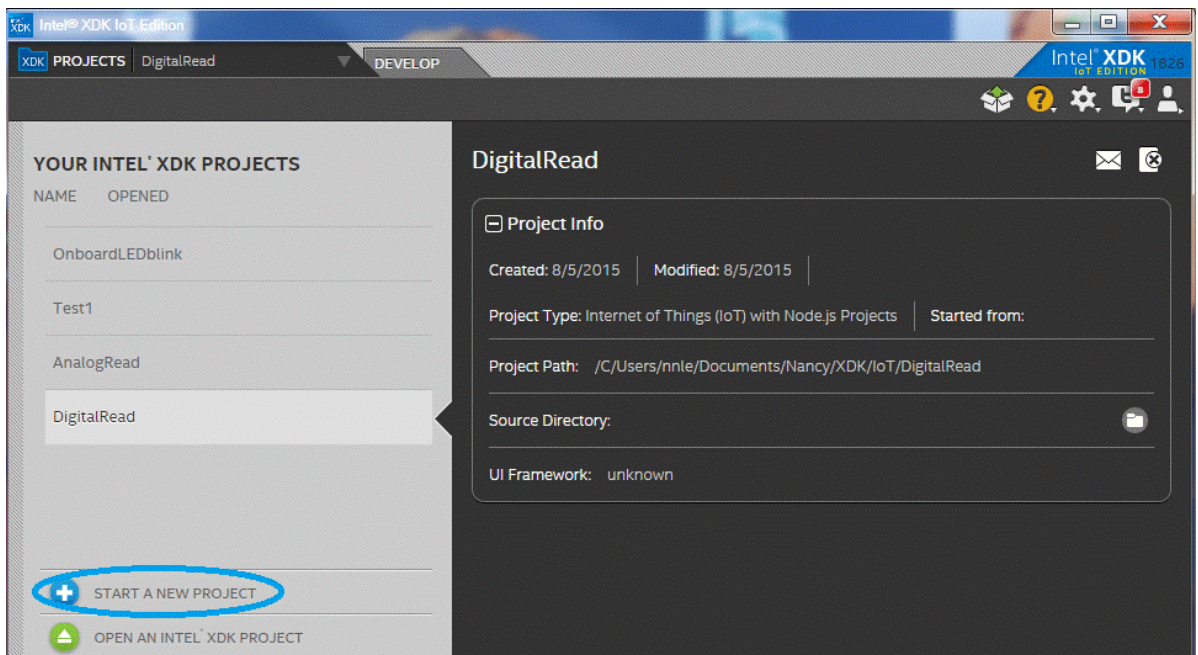 XDK Intel® XDK IoT Edition
XDK PROJECTS DigitalRead DEVELOP
Intel® XDK 1826
IoT EDITION
? 8
YOUR INTEL® XDK PROJECTS
NAME OPENED
OnboardLEDblink
Test1
AnalogRead
DigitalRead
START A NEW PROJECT
OPEN AN INTEL® XDK PROJECT
DigitalRead
Project Info
Created: 8/5/2015 Modified: 8/5/2015
Project Type: Internet of Things (IoT) with Node.js Projects Started from:
Project Path: /C/Users/nnle/Documents/Nancy/XDK/IoT/DigitalRead
Source Directory:
UI Framework: unknown